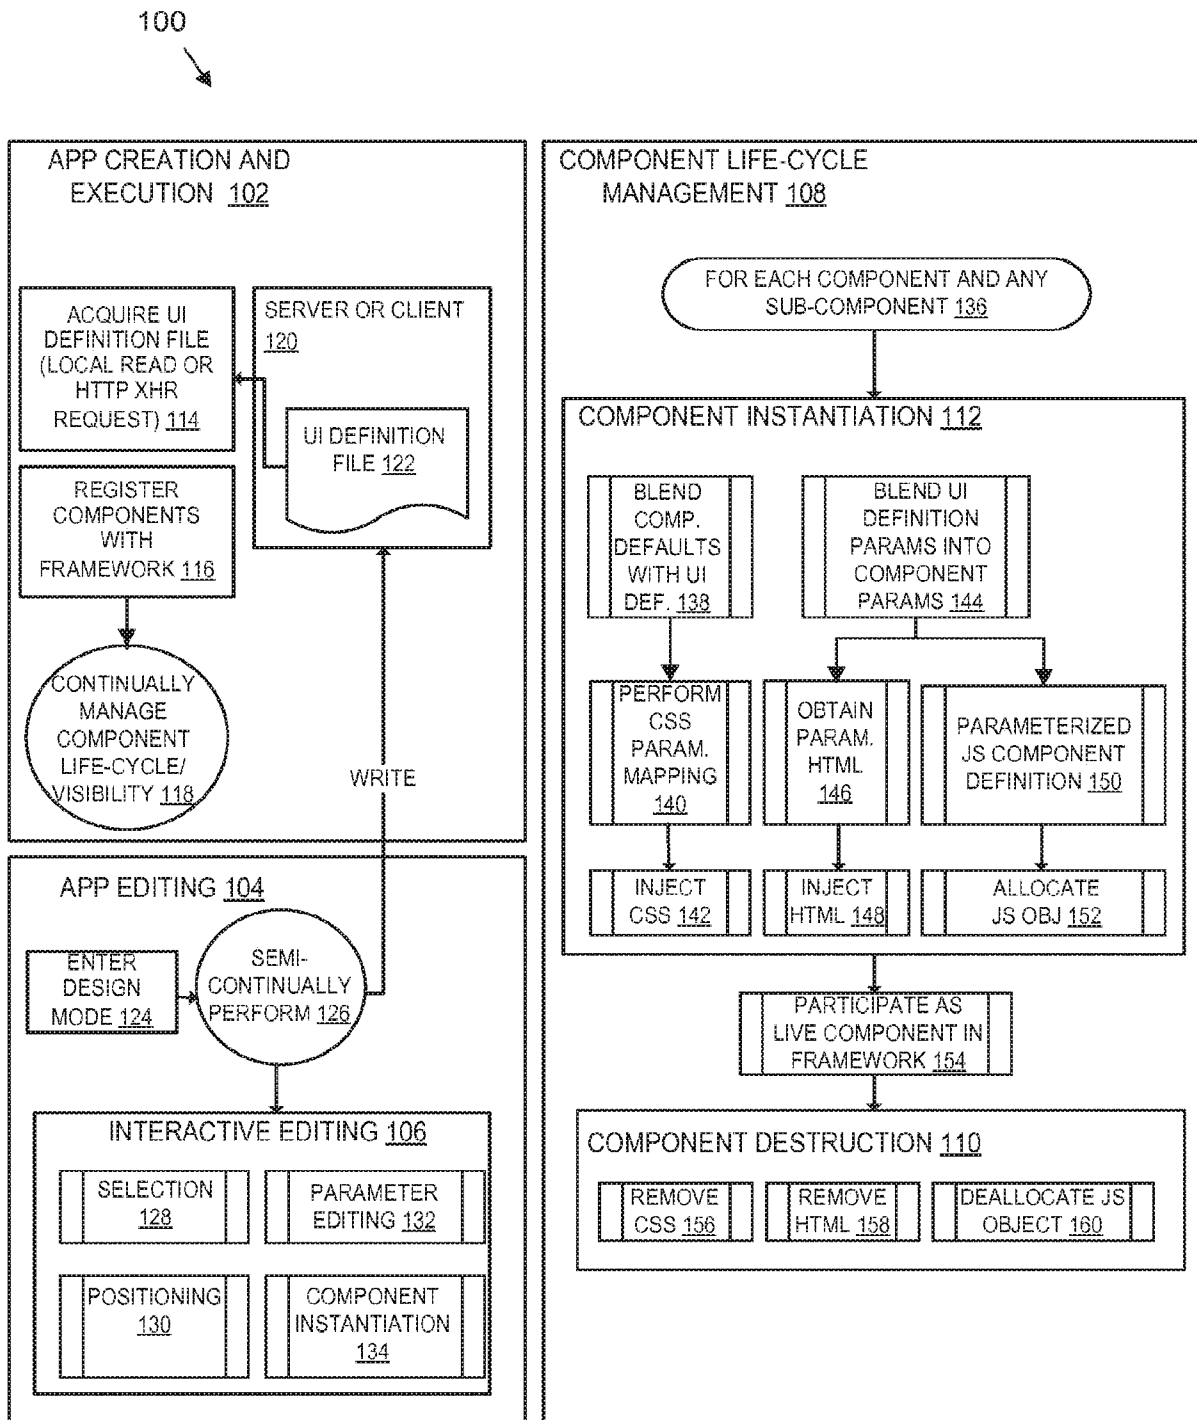 100
APP CREATION AND
EXECUTION 102
ACQUIRE UI
DEFINITION FILE
(LOCAL READ OR
HTTP XHR
REQUEST) 114
SERVER OR CLIENT
120
UI DEFINITION
FILE 122
REGISTER
COMPONENTS
WITH
FRAMEWORK 116
CONTINUALLY
MANAGE
COMPONENT
LIFE-CYCLE/
VISIBILITY 118
WRITE
APP EDITING 104
ENTER
DESIGN
MODE 124
SEMI-
CONTINUALLY
PERFORM 126
INTERACTIVE EDITING 106
SELECTION
128
PARAMETER
EDITING 132
POSITIONING
130
COMPONENT
INSTANTIATION
134
COMPONENT LIFE-CYCLE
MANAGEMENT 108
FOR EACH COMPONENT AND ANY
SUB-COMPONENT 136
COMPONENT INSTANTIATION 112
BLEND
COMP.
DEFAULTS
WITH UI
DEF. 138
BLEND UI
DEFINITION
PARAMS INTO
COMPONENT
PARAMS 144
PERFORM
CSS
PARAM.
MAPPING
140
OBTAIN
PARAM.
HTML
146
PARAMETERIZED
JS COMPONENT
DEFINITION 150
INJECT
CSS 142
INJECT
HTML 148
ALLOCATE
JS OBJ 152
PARTICIPATE AS
LIVE COMPONENT IN
FRAMEWORK 154
COMPONENT DESTRUCTION 110
REMOVE
CSS 156
REMOVE
HTML 158
DEALLOCATE JS
OBJECT 160